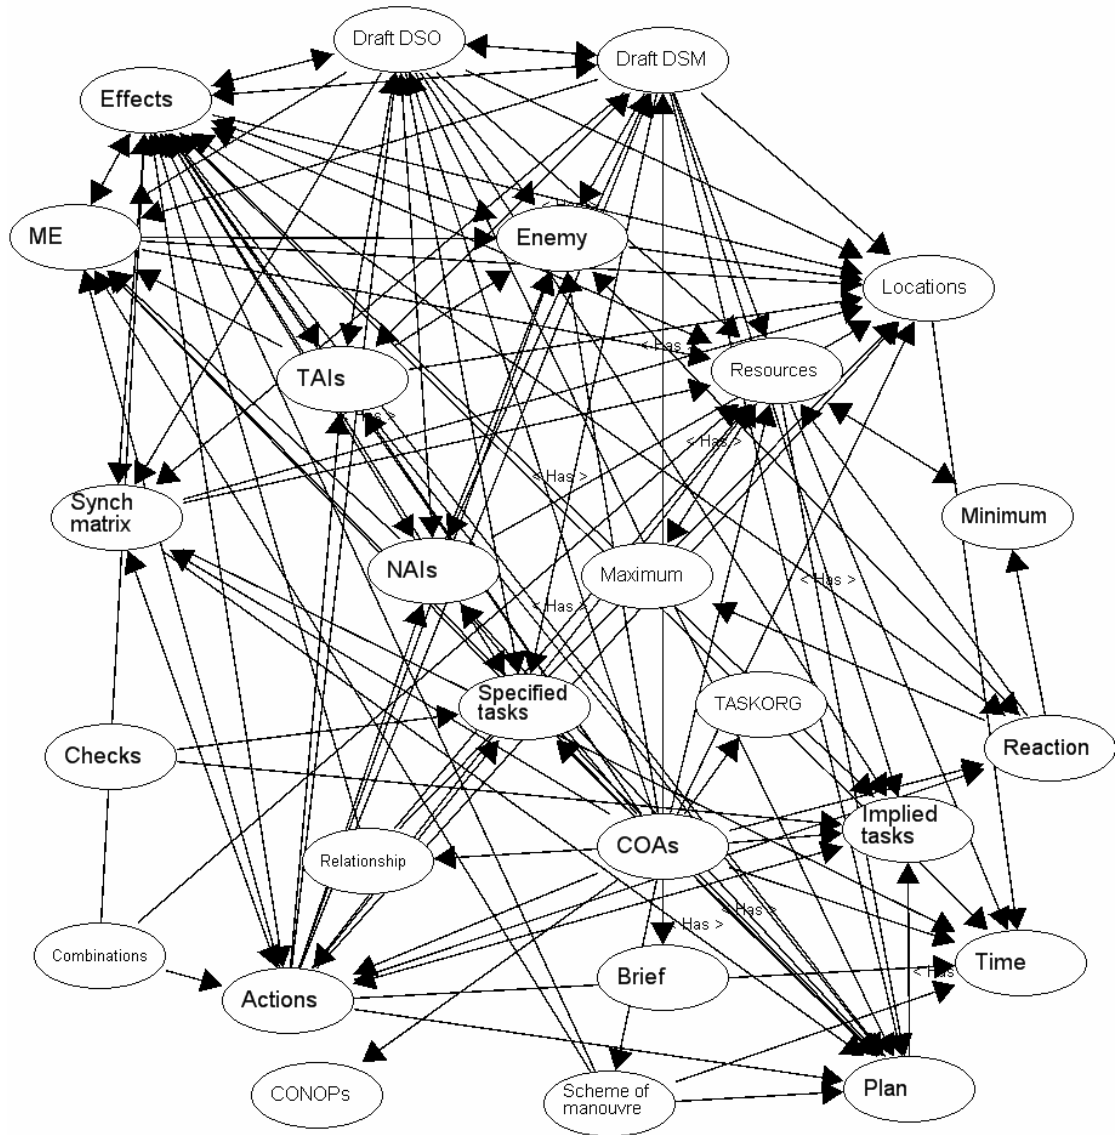 Draft DSO
Draft DSM
Effects
ME
Enemy
Locations
< Has >
TAIs
Resources
< Has >
< Has >
< Has >
Synch
matrix
Minimum
NAIs
Maximum
< Has >
< Has >
Specified
tasks
TASKORG
Checks
Reaction
Implied
tasks
COAs
Relationship
< Has >
< Has >
Combinations
Time
< Has
Brief
Actions
CONOPs
Scheme of
manouvre
Plan